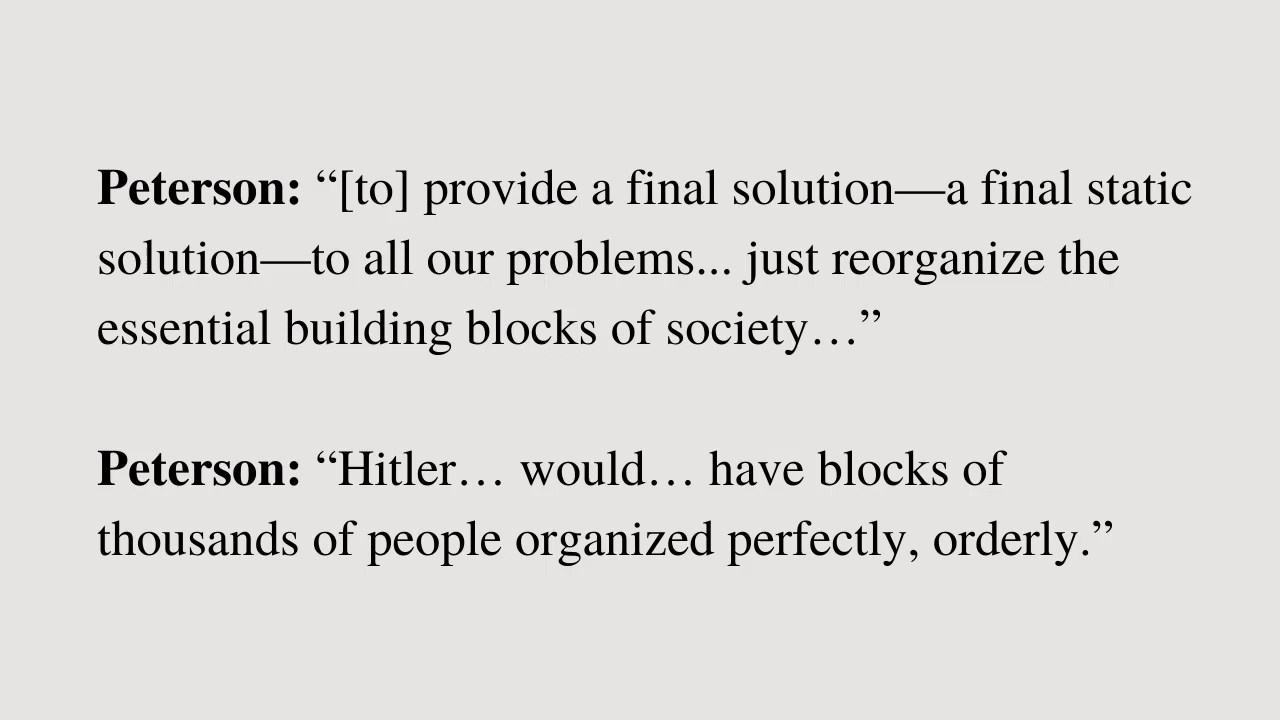 Peterson: “[to] provide a final solution—a final static
solution—to all our problems... just reorganize the
essential building blocks of society…”
Peterson: “Hitler… would… have blocks of
thousands of people organized perfectly, orderly.”